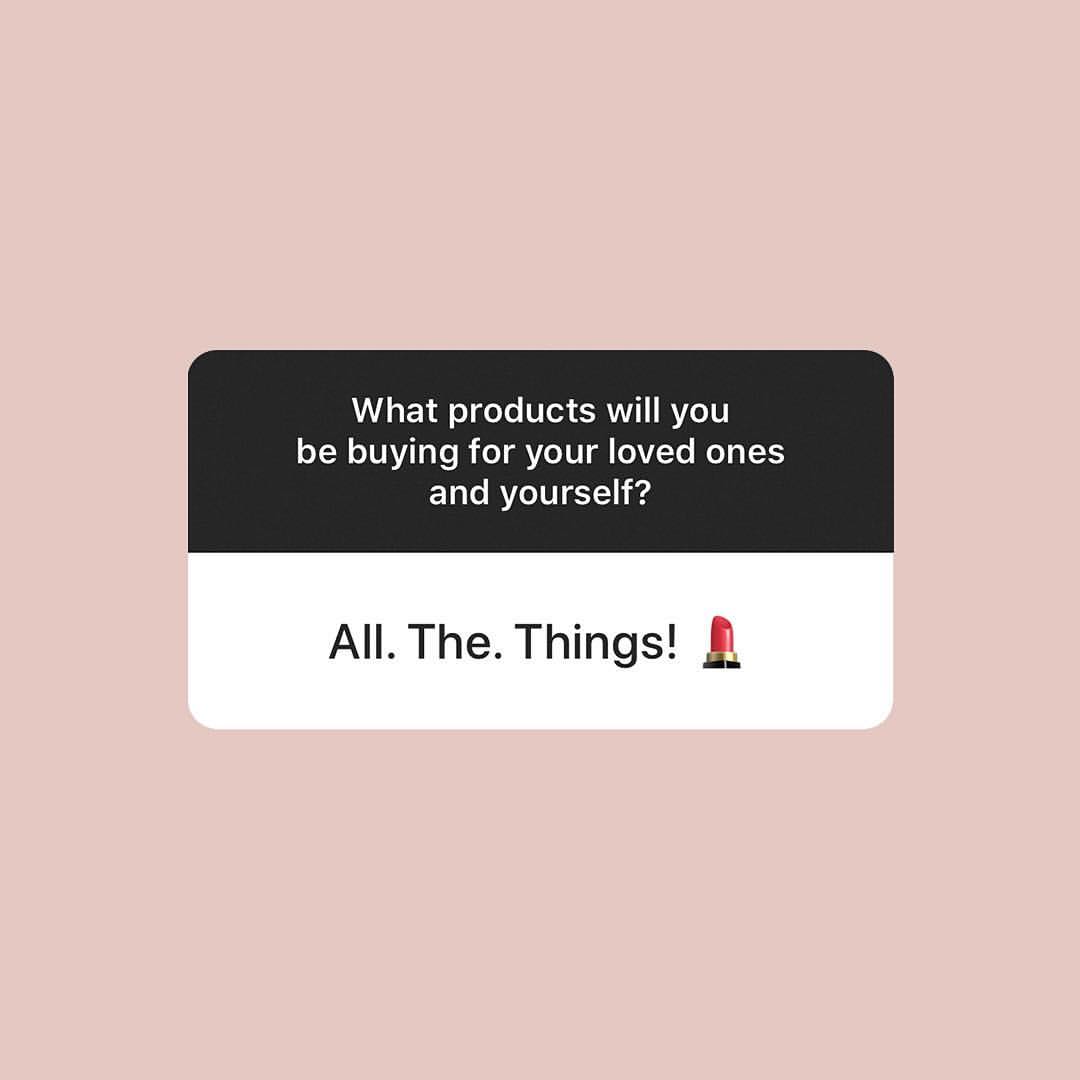 What products will you
be buying for your loved ones
and yourself?
All. The. Things! 💄